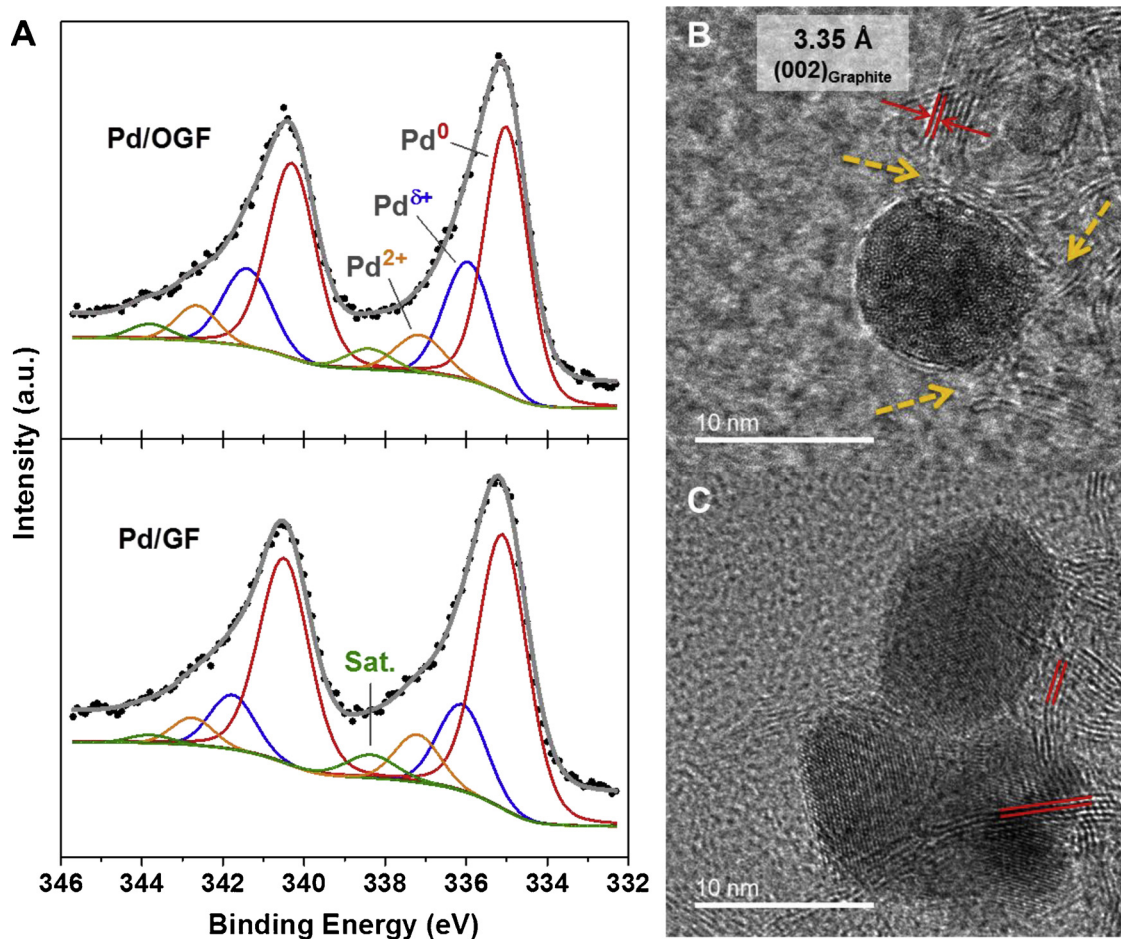 A
Pd/OGF
Pd0
Pdδ+
Pd2+
Pd/GF
Sat.
Intensity (a.u.)
346 344 342 340 338 336 334 332
Binding Energy (eV)
B
3.35 Å
(002)Graphite
10 nm
C
10 nm